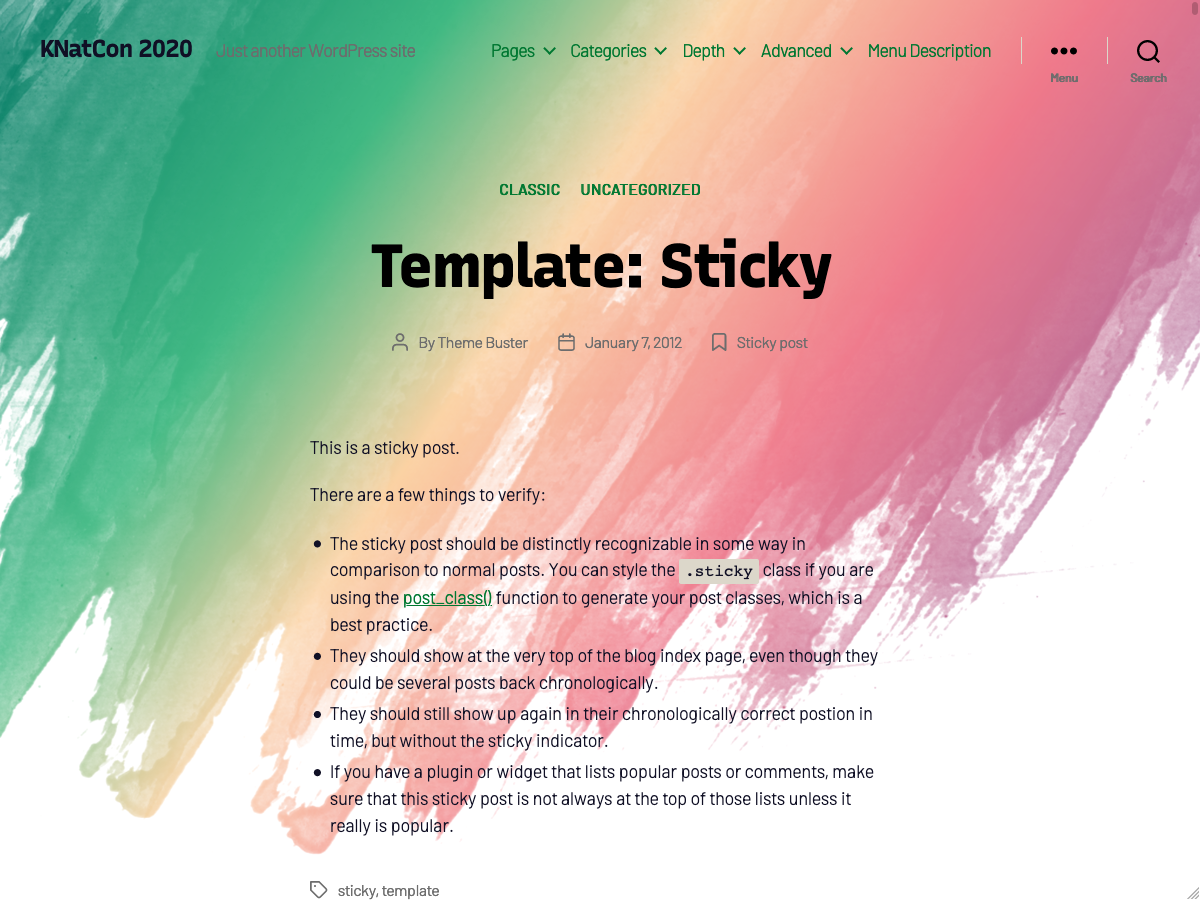 KNatCon 2020 Just another WordPress site Pages Categories Depth Advanced Menu Description
Menu Search
CLASSIC UNCATEGORIZED
Template: Sticky
By Theme Buster January 7, 2012 Sticky post
This is a sticky post.
There are a few things to verify:
• The sticky post should be distinctly recognizable in some way in
comparison to normal posts. You can style the .sticky class if you are
using the post_class() function to generate your post classes, which is a
best practice.
• They should show at the very top of the blog index page, even though they
could be several posts back chronologically.
• They should still show up again in their chronologically correct postion in
time, but without the sticky indicator.
• If you have a plugin or widget that lists popular posts or comments, make
sure that this sticky post is not always at the top of those lists unless it
really is popular.
sticky, template